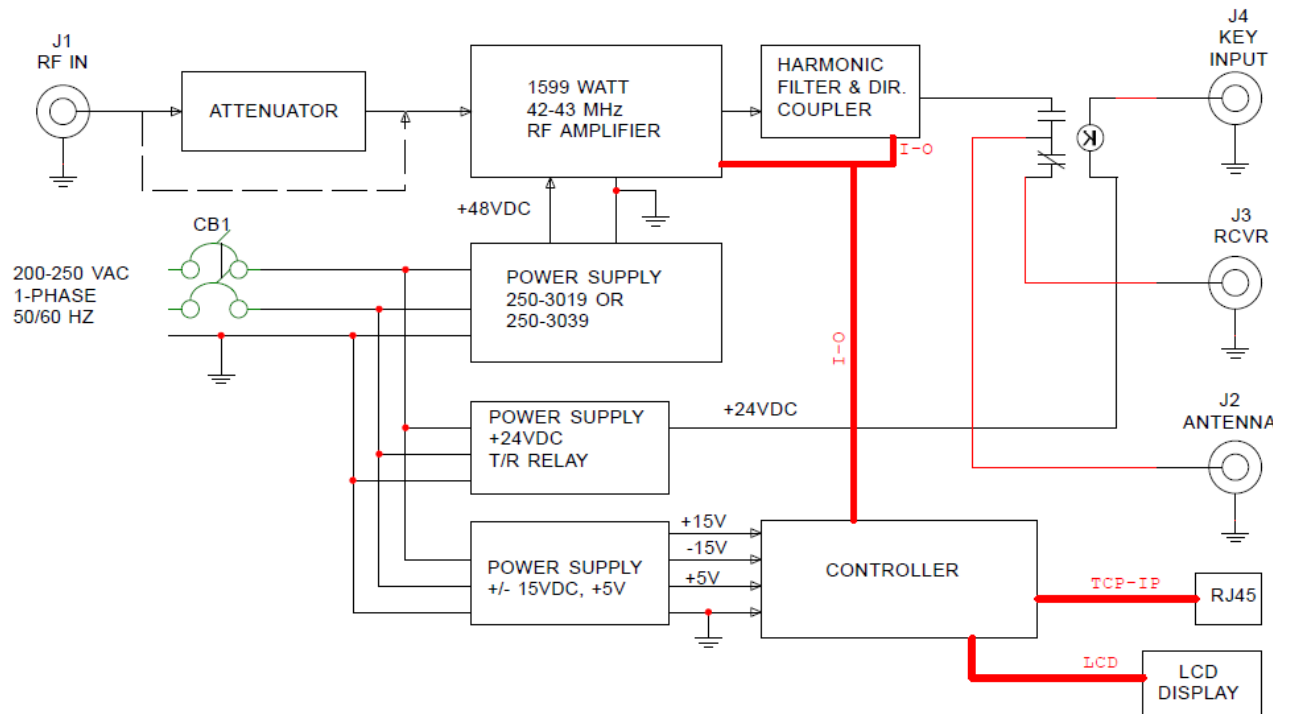 J1
RF IN
ATTENUATOR
1599 WATT
42-43 MHz
RF AMPLIFIER
HARMONIC
FILTER & DIR.
COUPLER
J4
KEY
INPUT
K
I-O
+48VDC
CB1
200-250 VAC
1-PHASE
50/60 HZ
POWER SUPPLY
250-3019 OR
250-3039
J3
RCVR
I-O
POWER SUPPLY
+24VDC
T/R RELAY
+24VDC
J2
ANTENNA
POWER SUPPLY
+/- 15VDC, +5V
+15V
-15V
+5V
CONTROLLER
TCP-IP
RJ45
LCD
LCD
DISPLAY